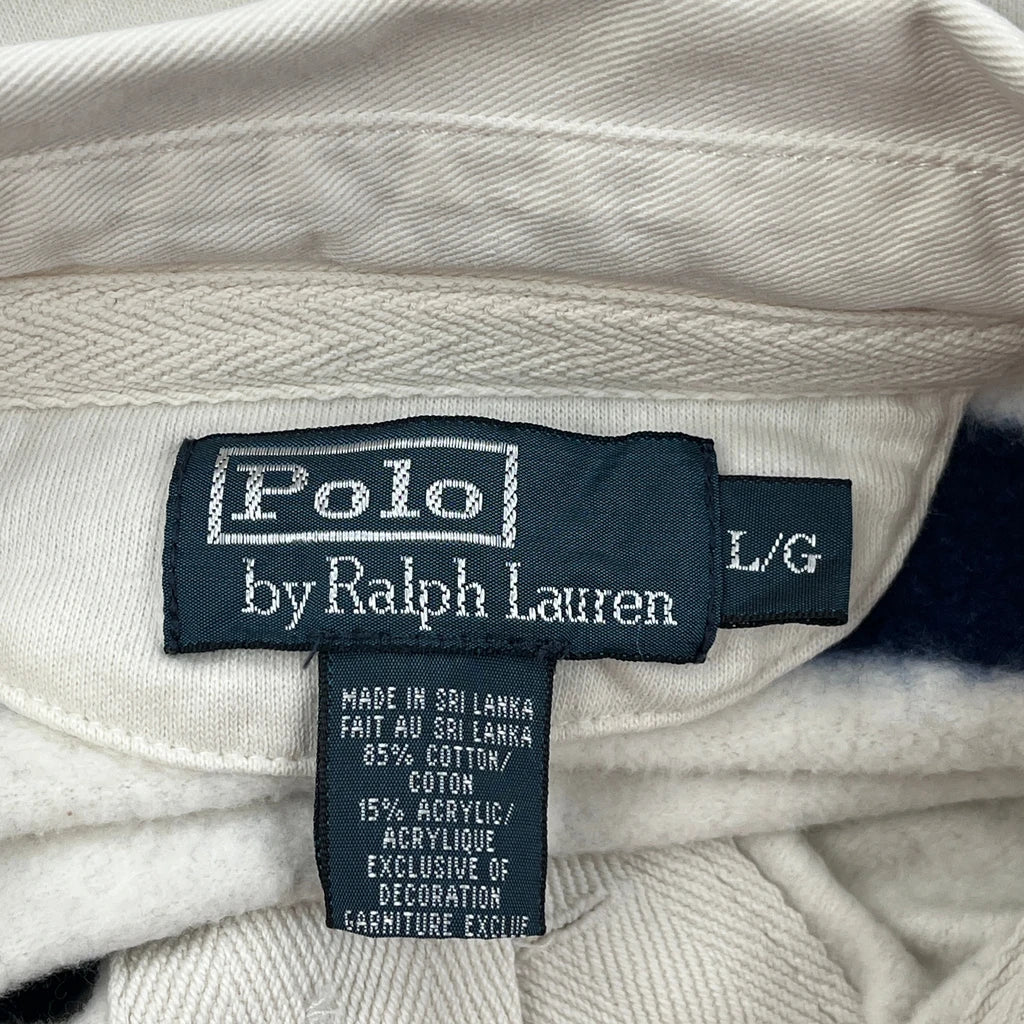 Polo
by Ralph Lauren
L/G
MADE IN SRI LANKA
FAIT AU SRI LANKA
85% COTTON/
COTON
15% ACRYLIC/
ACRYLIQUE
EXCLUSIVE OF
DECORATION
GARNITURE EXCLUE